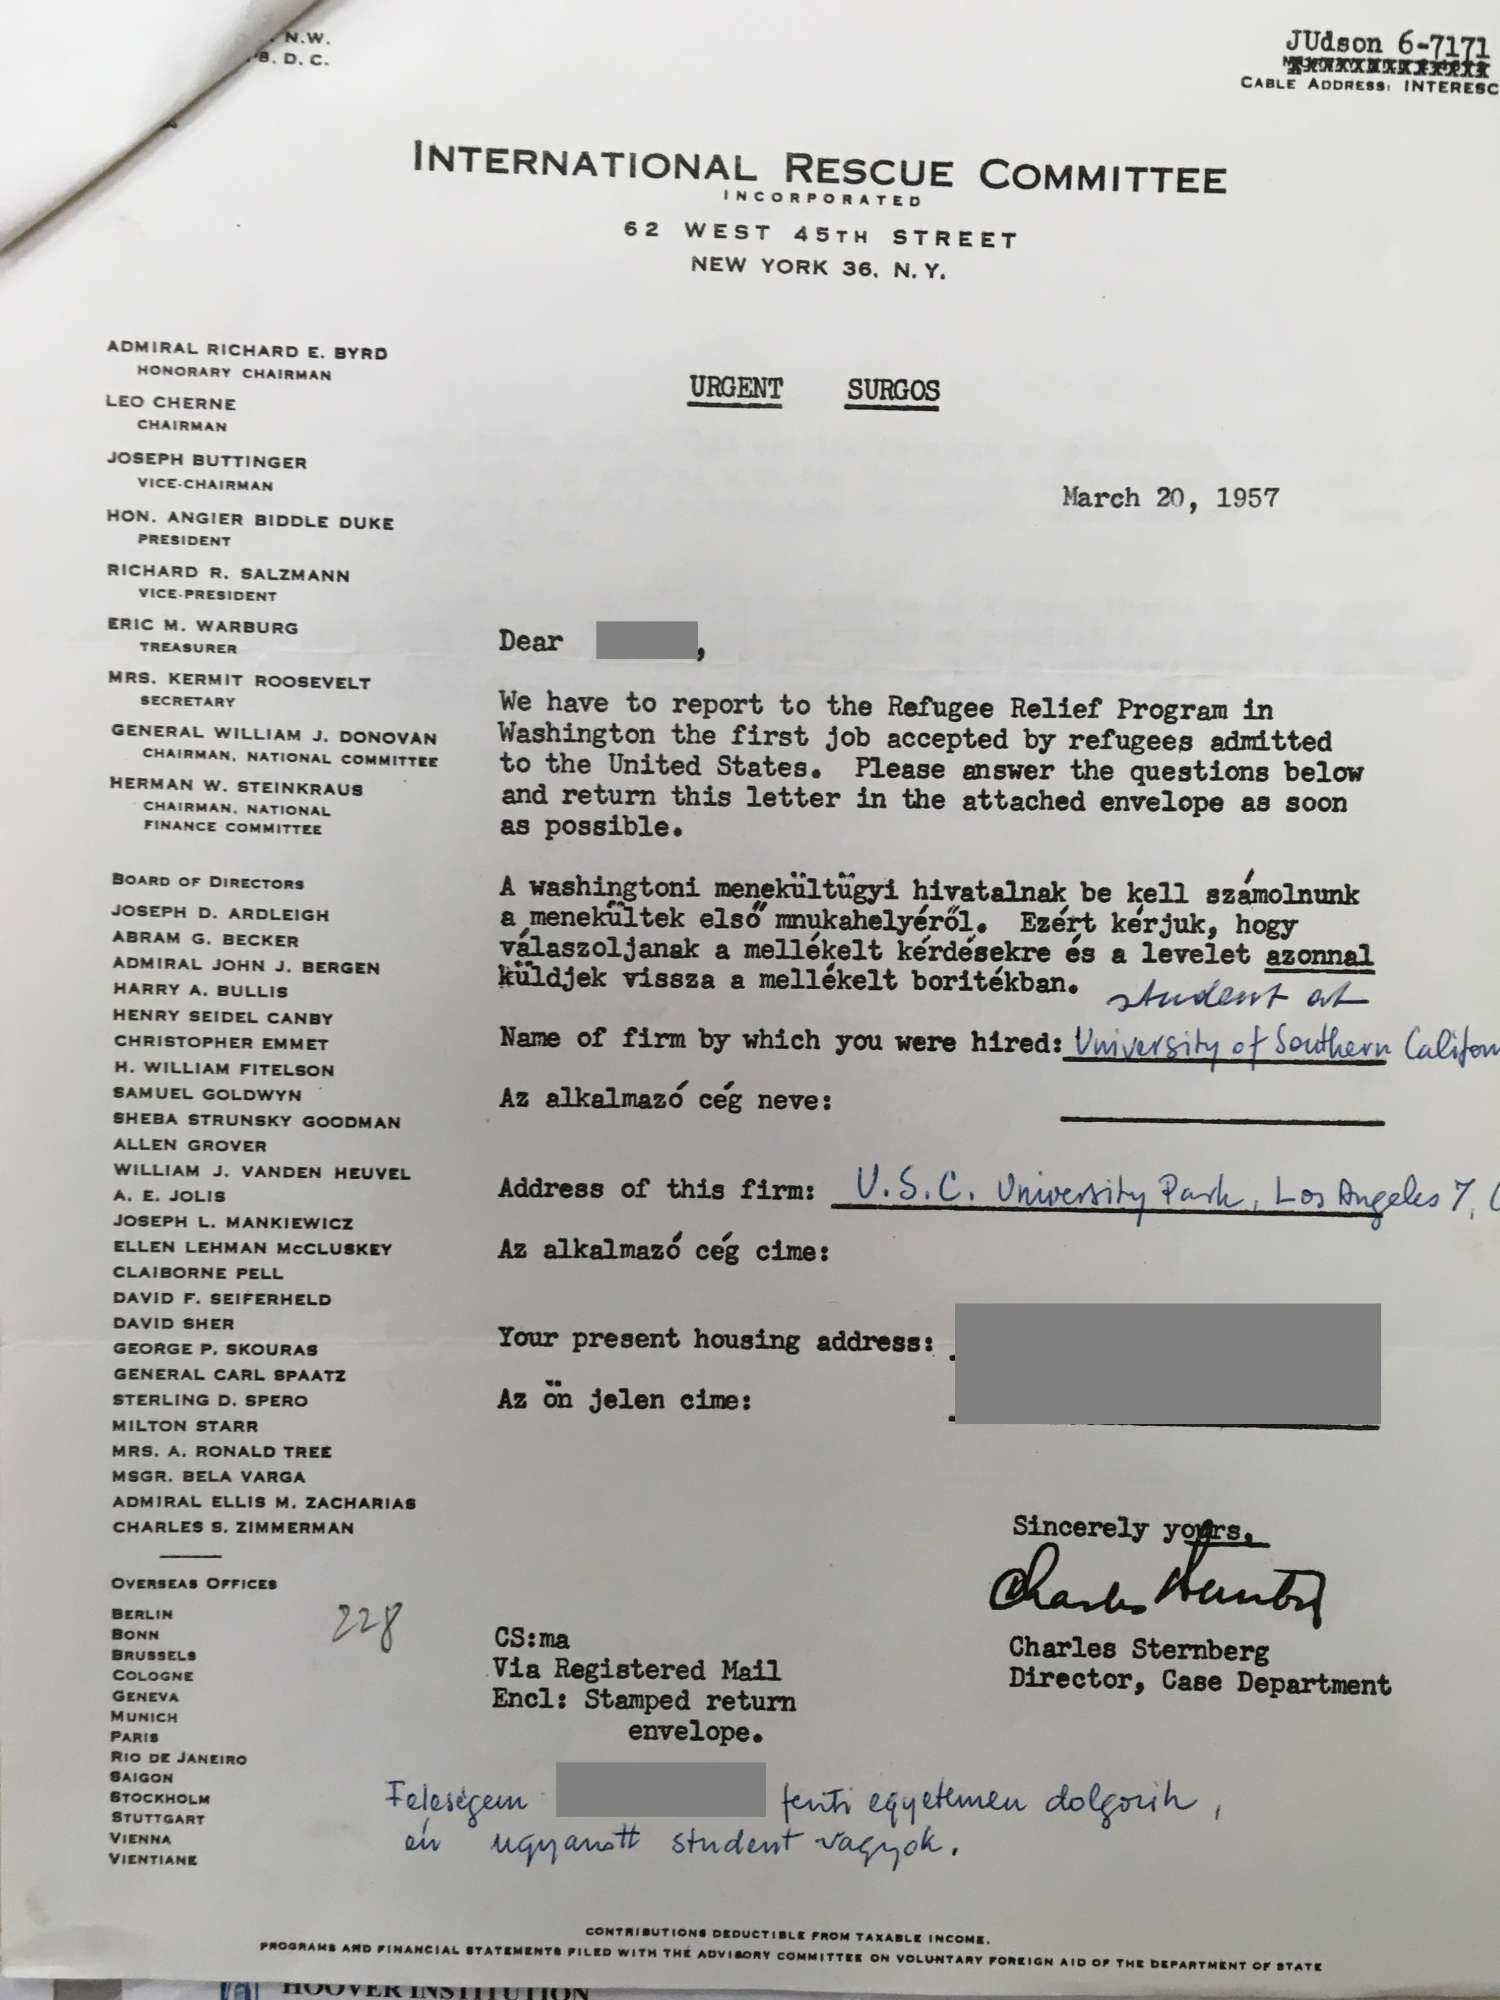 N.W.
D. C.
JUdson 6-7171
CABLE ADDRESS: INTERESC
INTERNATIONAL RESCUE COMMITTEE
INCORPORATED
62 WEST 45TH STREET
NEW YORK 36, N. Y.
ADMIRAL RICHARD E. BYRD
HONORARY CHAIRMAN
LEO CHERNE
CHAIRMAN
JOSEPH BUTTINGER
VICE-CHAIRMAN
HON. ANGIER BIDDLE DUKE
PRESIDENT
RICHARD R. SALZMANN
VICE-PRESIDENT
ERIC M. WARBURG
TREASURER
MRS. KERMIT ROOSEVELT
SECRETARY
GENERAL WILLIAM J. DONOVAN
CHAIRMAN, NATIONAL COMMITTEE
HERMAN W. STEINKRAUS
CHAIRMAN, NATIONAL
FINANCE COMMITTEE
BOARD OF DIRECTORS
JOSEPH D. ARDLEIGH
ABRAM G. BECKER
ADMIRAL JOHN J. BERGEN
HARRY A. BULLIS
HENRY SEIDEL CANBY
CHRISTOPHER EMMET
H. WILLIAM FITELSON
SAMUEL GOLDWYN
SHEBA STRUNSKY GOODMAN
ALLEN GROVER
WILLIAM J. VANDEN HEUVEL
A. E. JOLIS
JOSEPH L. MANKIEWICZ
ELLEN LEHMAN McCLUSKEY
CLAIBORNE PELL
DAVID F. SEIFERHELD
DAVID SHER
GEORGE P. SKOURAS
GENERAL CARL SPAATZ
STERLING D. SPERO
MILTON STARR
MRS. A. RONALD TREE
MSGR. BELA VARGA
ADMIRAL ELLIS M. ZACHARIAS
CHARLES S. ZIMMERMAN
OVERSEAS OFFICES
BERLIN
BONN
BRUSSELS
COLOGNE
GENEVA
MUNICH
PARIS
RIO DE JANEIRO
SAIGON
STOCKHOLM
STUTTGART
VIENNA
VIENTIANE
228
URGENT SURGOS
March 20, 1957
Dear ,
We have to report to the Refugee Relief Program in
Washington the first job accepted by refugees admitted
to the United States. Please answer the questions below
and return this letter in the attached envelope as soon
as possible.
A washingtoni menekültügyi hivatalnak be kell számolnunk
a menekültek első mnukahelyéről. Ezért kérjuk, hogy
válaszoljanak a mellékelt kérdésekre és a levelet azonnal
küldjek vissza a mellékelt boritékban.
student at
Name of firm by which you were hired: University of Southern Californ
Az alkalmazó cég neve:
Address of this firm: U.S.C. University Park, Los Angeles 7, C
Az alkalmazó cég cime:
Your present housing address:
Az ön jelen cime:
Sincerely yours,
Charles Sternberg
Charles Sternberg
Director, Case Department
CS:ma
Via Registered Mail
Encl: Stamped return
envelope.
Feleségem fenti egyetemen dolgozik,
én ugyanott student vagyok.
CONTRIBUTIONS DEDUCTIBLE FROM TAXABLE INCOME.
PROGRAMS AND FINANCIAL STATEMENTS FILED WITH THE ADVISORY COMMITTEE ON VOLUNTARY FOREIGN AID OF THE DEPARTMENT OF STATE
HOOVER INSTITUTION